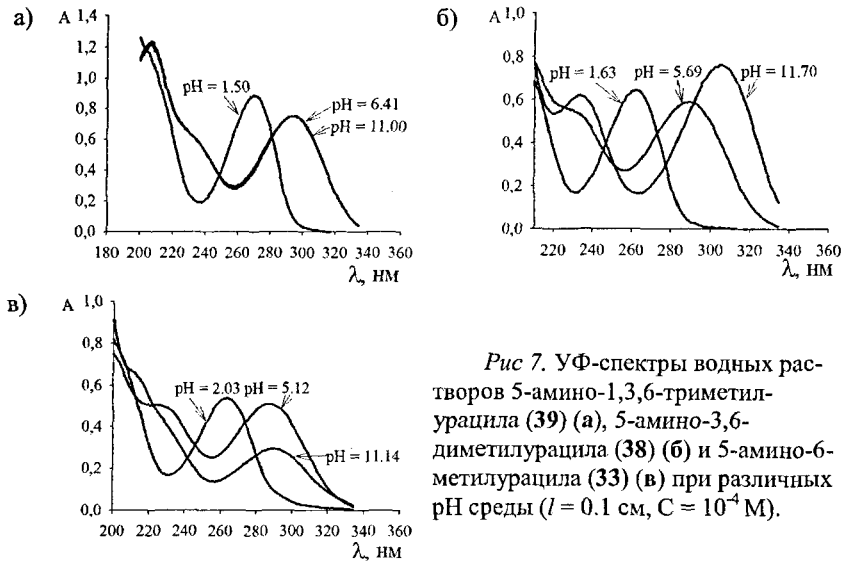 а)
А
1,4
1,2
1,0
0,8
0,6
0,4
0,2
0,0
pH = 1.50
pH = 6.41
pH = 11.00
180 200 220 240 260 280 300 320 340 360
λ, нм
б)
А
1,0
0,8
0,6
0,4
0,2
0,0
pH = 1.63
pH = 5.69
pH = 11.70
220 240 260 280 300 320 340 360
λ, нм
в)
А
1,0
0,8
0,6
0,4
0,2
0,0
pH = 2.03
pH = 5.12
pH = 11.14
200 220 240 260 280 300 320 340 360
λ, нм
Рис 7. УФ-спектры водных рас-
творов 5-амино-1,3,6-триметил-
урацила (39) (а), 5-амино-3,6-
диметилурацила (38) (б) и 5-амино-6-
метилурацила (33) (в) при различных
pH среды (l = 0.1 см, С = 10⁻⁴ М).